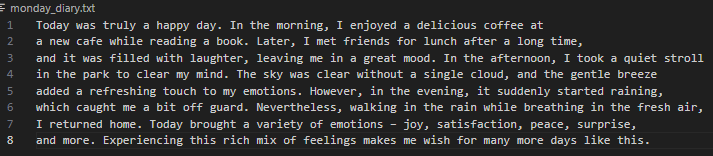 monday_diary.txt
1 Today was truly a happy day. In the morning, I enjoyed a delicious coffee at
2 a new cafe while reading a book. Later, I met friends for lunch after a long time,
3 and it was filled with laughter, leaving me in a great mood. In the afternoon, I took a quiet stroll
4 in the park to clear my mind. The sky was clear without a single cloud, and the gentle breeze
5 added a refreshing touch to my emotions. However, in the evening, it suddenly started raining,
6 which caught me a bit off guard. Nevertheless, walking in the rain while breathing in the fresh air,
7 I returned home. Today brought a variety of emotions – joy, satisfaction, peace, surprise,
8 and more. Experiencing this rich mix of feelings makes me wish for many more days like this.